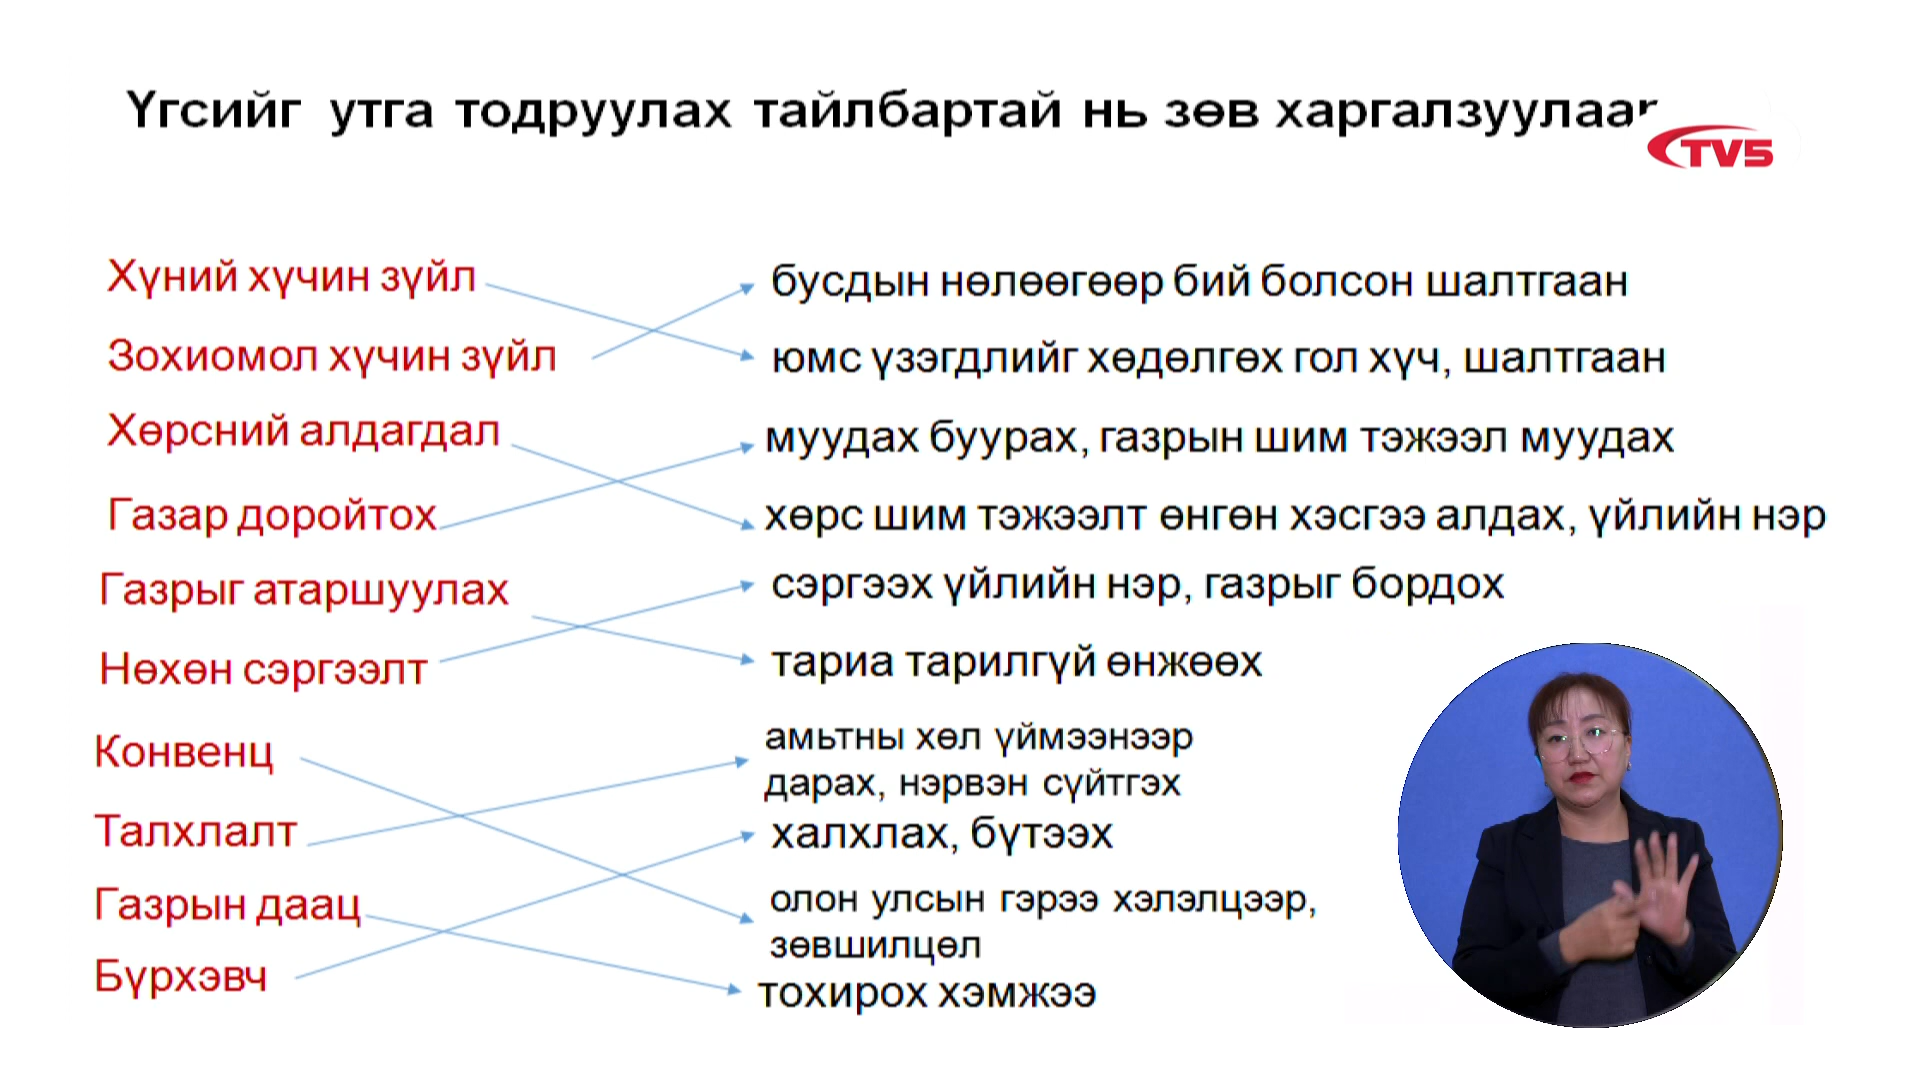 Үгсийг утга тодруулах тайлбартай нь зөв харгалзуулаар
TV5
Хүний хүчин зүйл
бусдын нөлөөгөөр бий болсон шалтгаан
Зохиомол хүчин зүйл
юмс үзэгдлийг хөдөлгөх гол хүч, шалтгаан
Хөрсний алдагдал
муудах буурах, газрын шим тэжээл муудах
Газар доройтох
хөрс шим тэжээлт өнгөн хэсгээ алдах, үйлийн нэр
Газрыг атаршуулах
сэргээх үйлийн нэр, газрыг бордох
Нөхөн сэргээлт
тариа тарилгүй өнжөөх
Конвенц
амьтны хөл үймээнээр
дарах, нэрвэн сүйтгэх
Талхлалт
халхлах, бүтээх
Газрын даац
олон улсын гэрээ хэлэлцээр,
зөвшилцөл
Бүрхэвч
тохирох хэмжээ